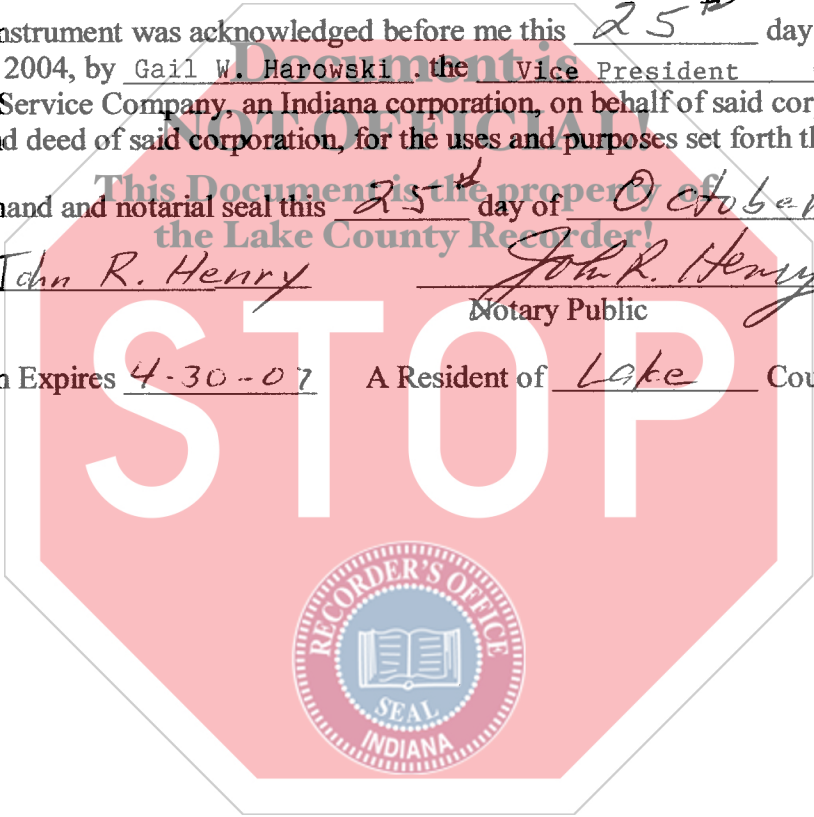 nstrument was acknowledged before me this 25th day
2004, by Gail W. Harowski . the Vice President
Service Company, an Indiana corporation, on behalf of said cor
d deed of said corporation, for the uses and purposes set forth th
Document is
NOT OFFICIAL!
This Document is the property of
the Lake County Recorder!
hand and notarial seal this 25th day of October
John R. Henry John R. Henry
Notary Public
n Expires 4-30-07 A Resident of Lake Cou
STOP
RECORDER'S OFFICE
SEAL
INDIANA